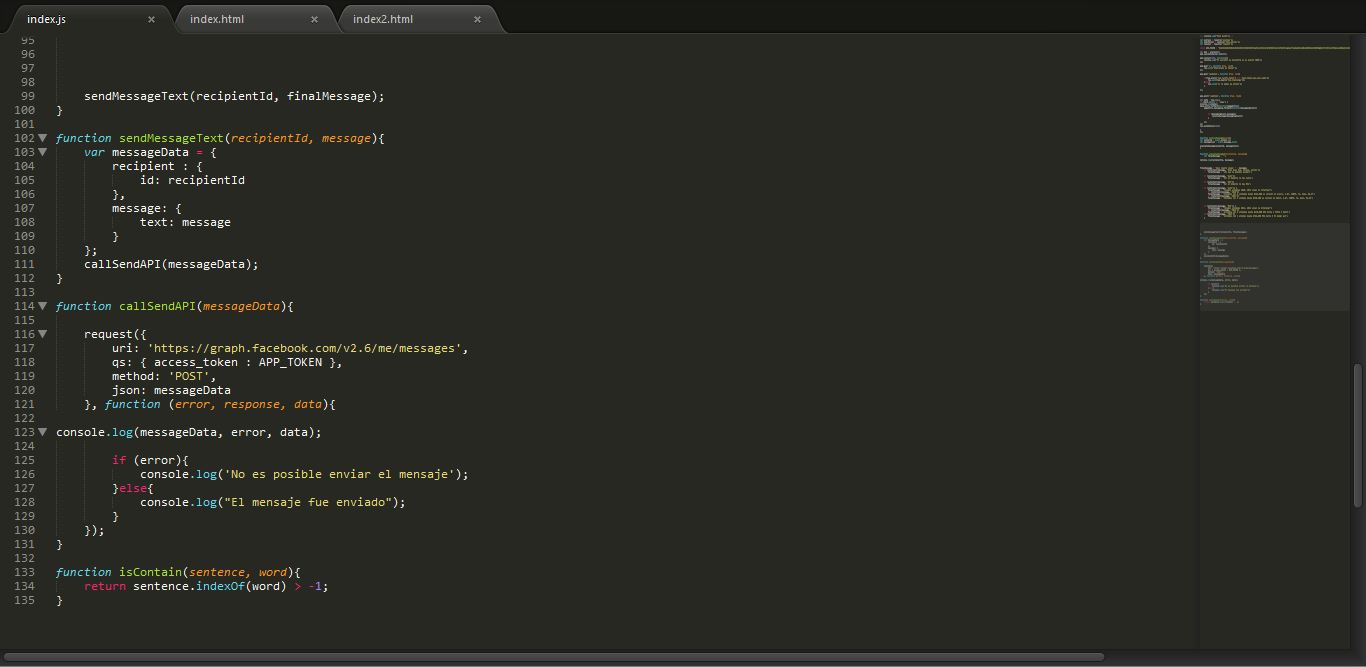 index.js × index.html × index2.html ×
95
96
97
98
99 sendMessageText(recipientId, finalMessage);
100 }
101
102 function sendMessageText(recipientId, message){
103 var messageData = {
104 recipient : {
105 id: recipientId
106 },
107 message: {
108 text: message
109 }
110 };
111 callSendAPI(messageData);
112 }
113
114 function callSendAPI(messageData){
115
116 request({
117 uri: 'https://graph.facebook.com/v2.6/me/messages',
118 qs: { access_token : APP_TOKEN },
119 method: 'POST',
120 json: messageData
121 }, function (error, response, data){
122
123 console.log(messageData, error, data);
124
125 if (error){
126 console.log('No es posible enviar el mensaje');
127 }else{
128 console.log("El mensaje fue enviado");
129 }
130 });
131 }
132
133 function isContain(sentence, word){
134 return sentence.indexOf(word) > -1;
135 }